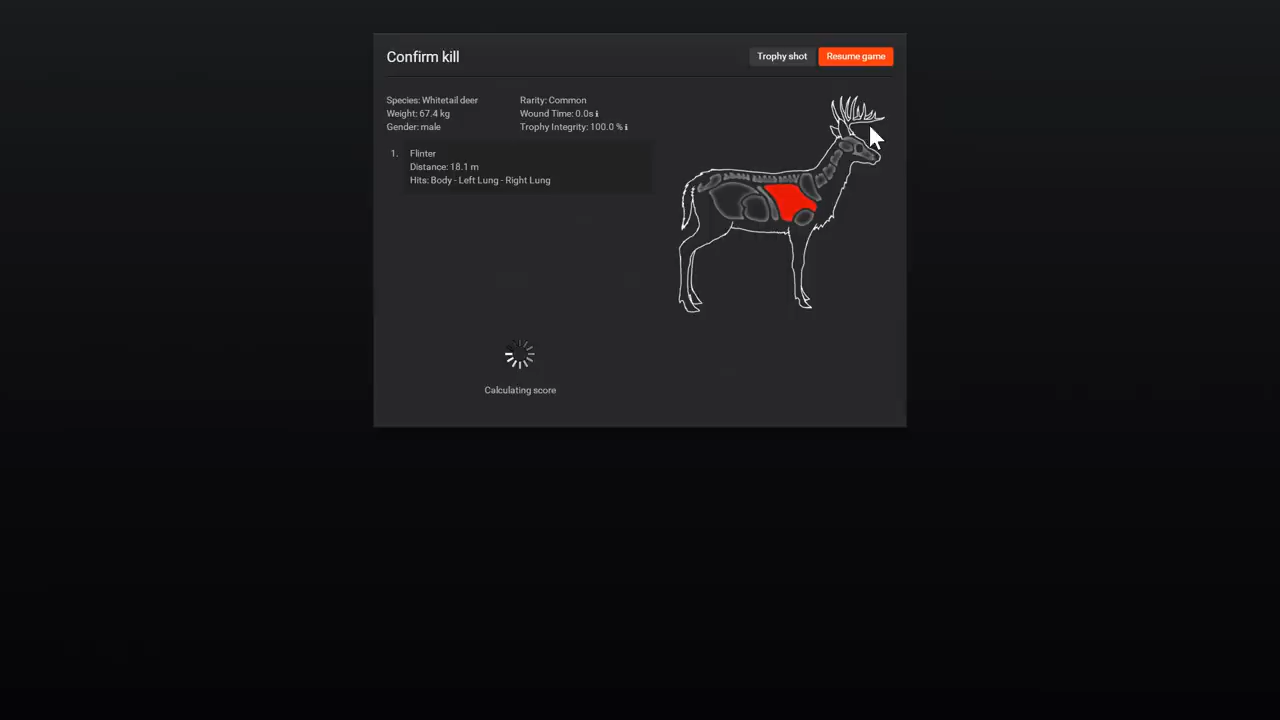 Confirm kill
Trophy shot
Resume game
Species: Whitetail deer
Rarity: Common
Weight: 67.4 kg
Wound Time: 0.0s i
Gender: male
Trophy Integrity: 100.0 % i
1. Flinter
Distance: 18.1 m
Hits: Body - Left Lung - Right Lung
Calculating score